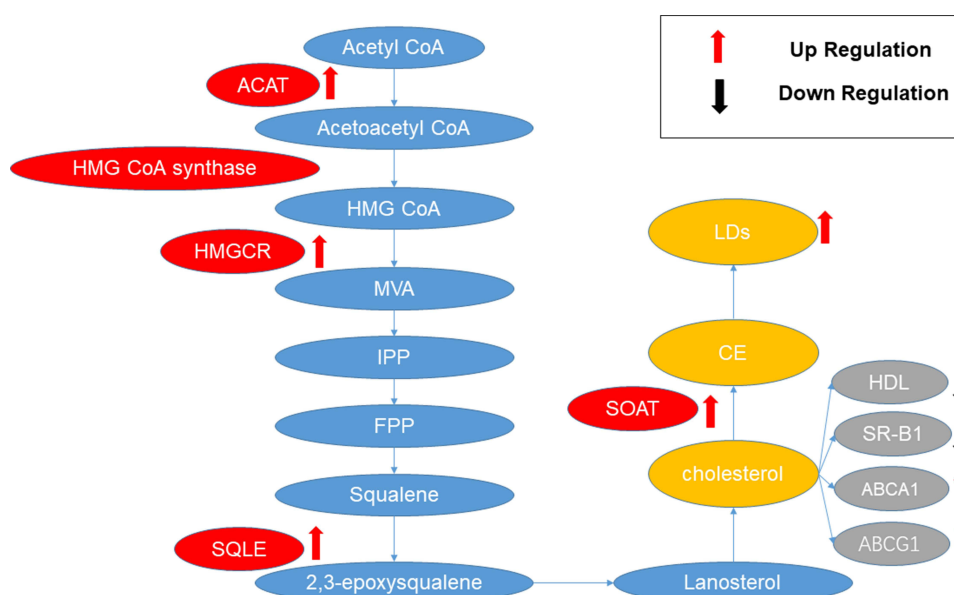 Acetyl CoA
ACAT
Acetoacetyl CoA
HMG CoA synthase
HMG CoA
HMGCR
MVA
IPP
FPP
Squalene
SQLE
2,3-epoxysqualene
Lanosterol
cholesterol
SOAT
CE
LDs
HDL
SR-B1
ABCA1
ABCG1
Up Regulation
Down Regulation